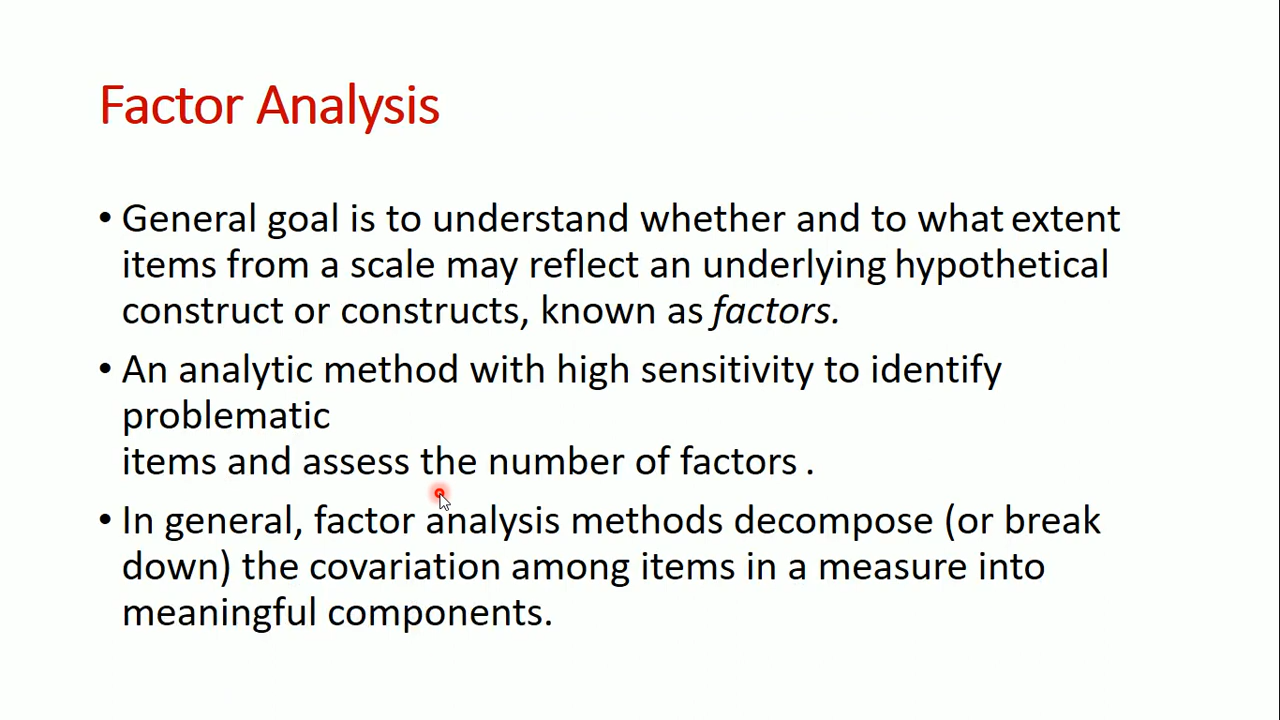 Factor Analysis
• General goal is to understand whether and to what extent
items from a scale may reflect an underlying hypothetical
construct or constructs, known as factors.
• An analytic method with high sensitivity to identify
problematic
items and assess the number of factors .
• In general, factor analysis methods decompose (or break
down) the covariation among items in a measure into
meaningful components.